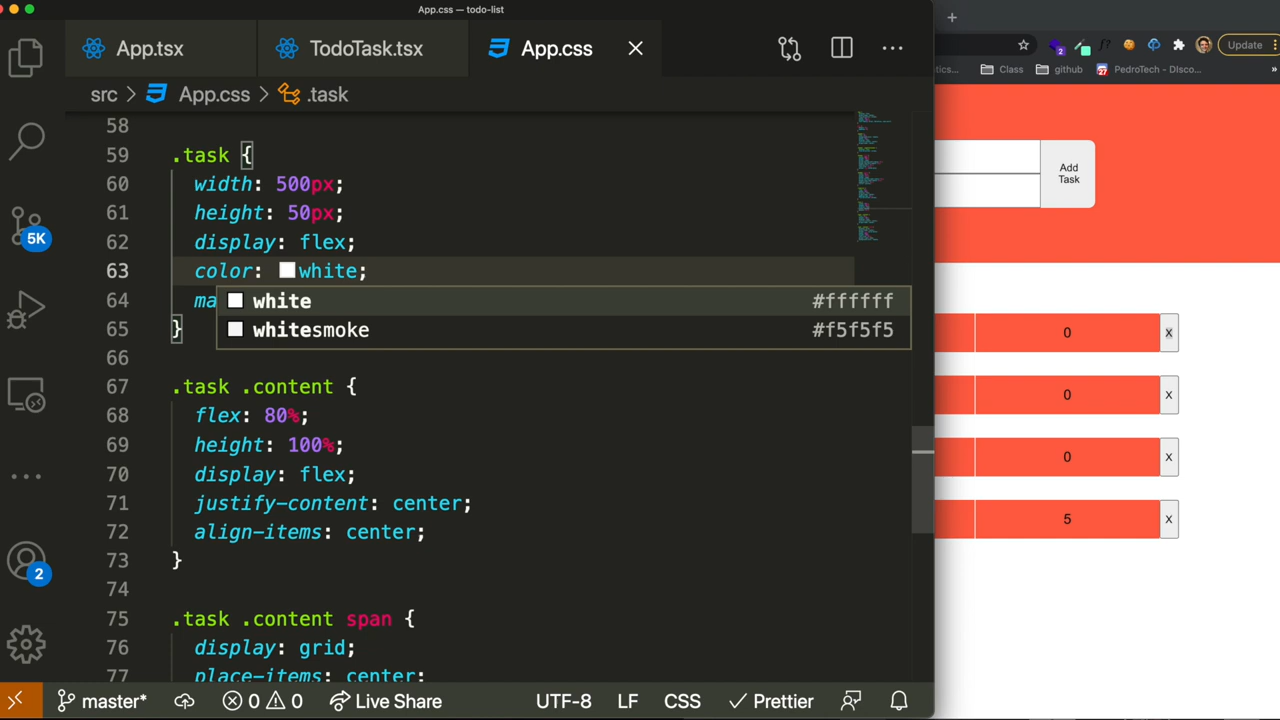 App.css — todo-list
App.tsx
TodoTask.tsx
App.css
Update
src > App.css > .task
tics...
Class
github
PedroTech - DIsco...
»
58
59 .task {
60 width: 500px;
61 height: 50px;
62 display: flex;
63 color: white;
64 ma
white #ffffff
whitesmoke #f5f5f5
65 }
66
67 .task .content {
68 flex: 80%;
69 height: 100%;
70 display: flex;
71 justify-content: center;
72 align-items: center;
73 }
74
75 .task .content span {
76 display: grid;
77 place-items: center;
5K
2
2
27
f?
Add
Task
0 X
0 X
0 X
5 X
master*
0
0
Live Share
UTF-8
LF
CSS
Prettier